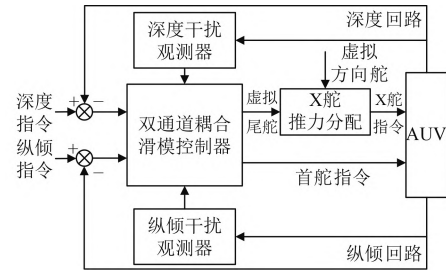 深度回路
深度干扰
观测器
虚拟
方向舵
深度
指令
+
−
双通道耦合
滑模控制器
虚拟
尾舵
X舵
推力分配
X舵
指令
AUV
纵倾
指令
+
−
首舵指令
纵倾干扰
观测器
纵倾回路